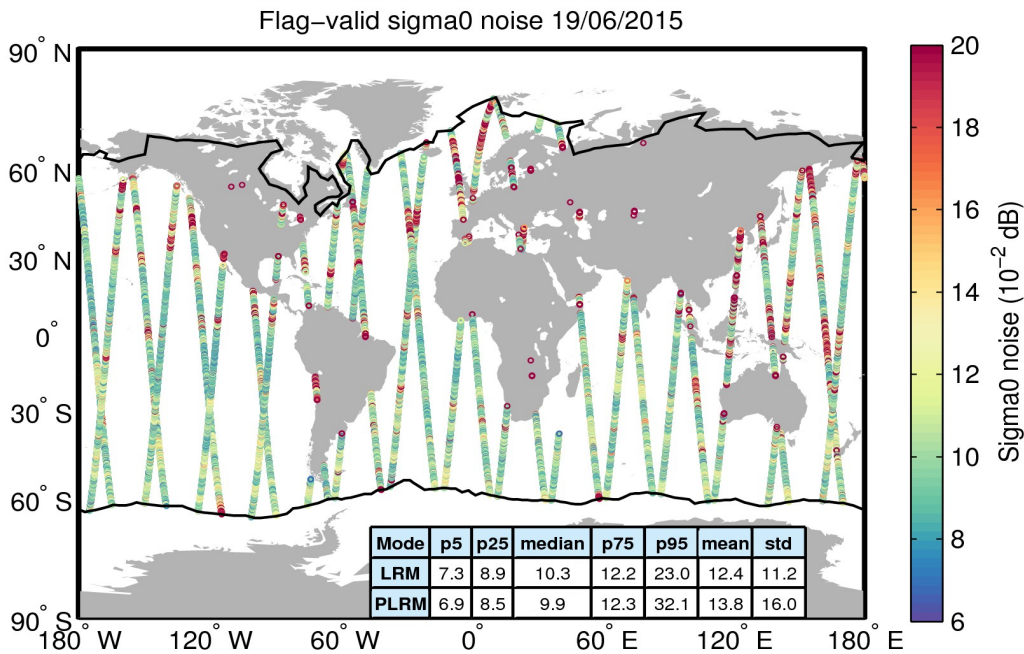 Flag−valid sigma0 noise 19/06/2015
90° N
60° N
30° N
0°
30° S
60° S
90° S
180° W
120° W
60° W
0°
60° E
120° E
180° E
Mode p5 p25 median p75 p95 mean std
LRM 7.3 8.9 10.3 12.2 23.0 12.4 11.2
PLRM 6.9 8.5 9.9 12.3 32.1 13.8 16.0
20
18
16
14
12
10
8
6
Sigma0 noise (10⁻² dB)